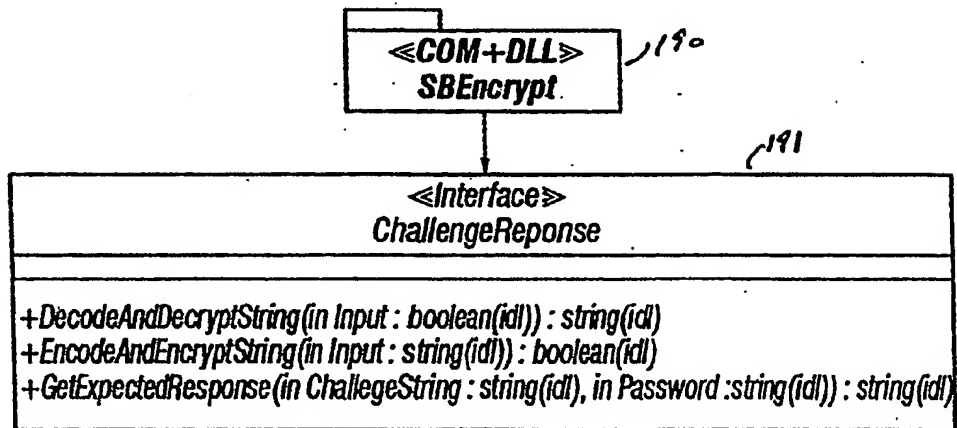 ≪COM+DLL≫
SBEncrypt
190
191
≪Interface≫
ChallengeReponse
+DecodeAndDecryptString(in Input : boolean(idl)) : string(idl)
+EncodeAndEncryptString(in Input : string(idl)) : boolean(idl)
+GetExpectedResponse(in ChallegeString : string(idl), in Password :string(idl)) : string(idl)